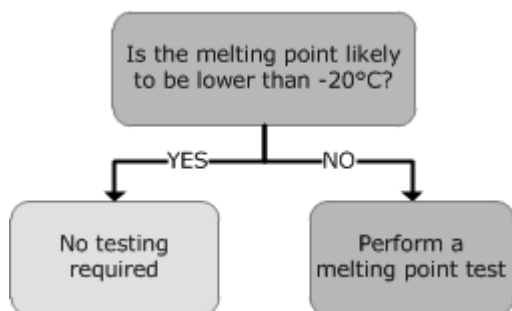 Is the melting point likely
to be lower than -20°C?
YES
NO
No testing
required
Perform a
melting point test